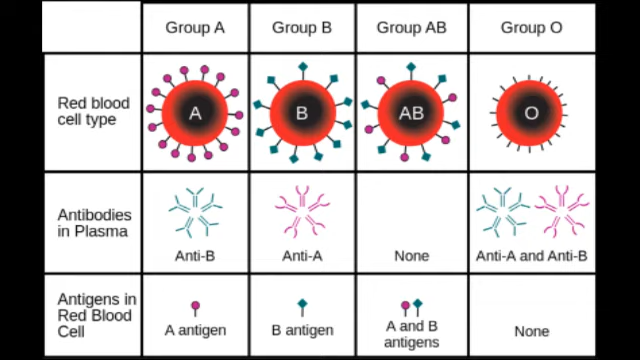 Group A
Group B
Group AB
Group O
Red blood
cell type
A
B
AB
O
Antibodies
in Plasma
Anti-B
Anti-A
None
Anti-A and Anti-B
Antigens in
Red Blood
Cell
A antigen
B antigen
A and B
antigens
None